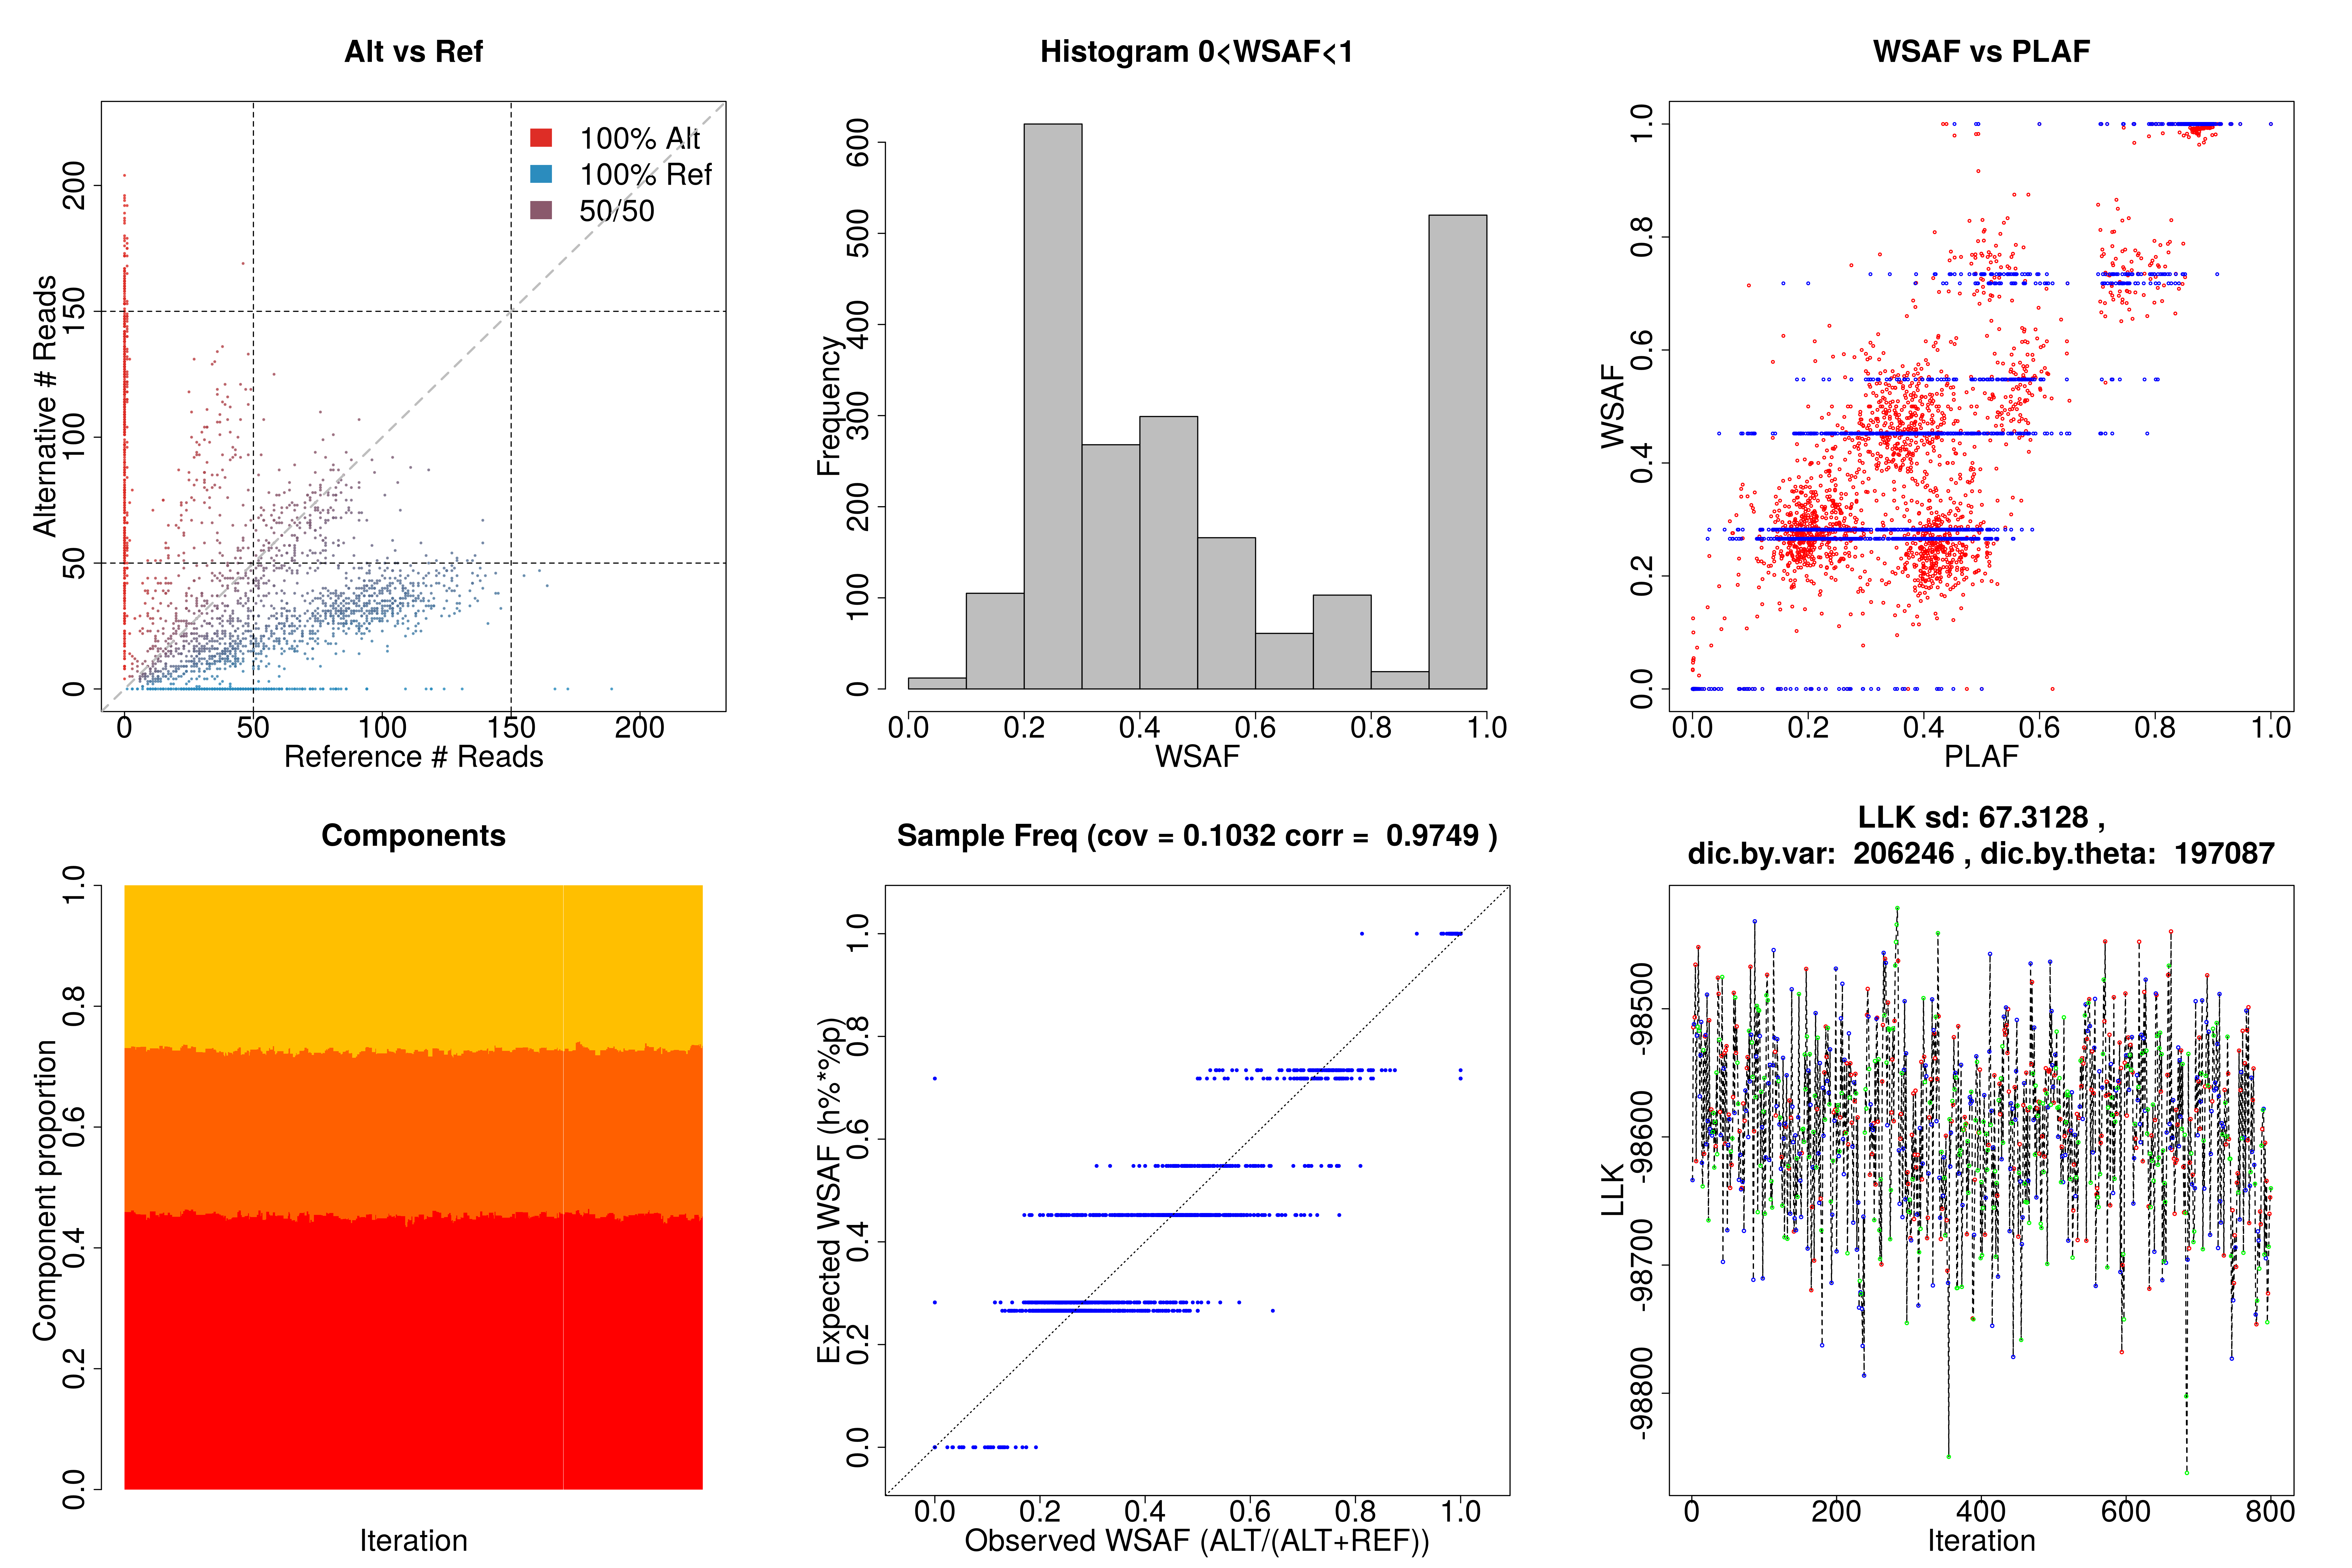 Alt vs Ref
Alternative # Reads
200
150
100
50
0
100% Alt
100% Ref
50/50
0 50 100 150 200
Reference # Reads
Histogram 0<WSAF<1
Frequency
600
500
400
300
200
100
0
0.0 0.2 0.4 0.6 0.8 1.0
WSAF
WSAF vs PLAF
WSAF
1.0
0.8
0.6
0.4
0.2
0.0
0.0 0.2 0.4 0.6 0.8 1.0
PLAF
Components
Component proportion
1.0
0.8
0.6
0.4
0.2
0.0
Iteration
Sample Freq (cov = 0.1032 corr = 0.9749 )
Expected WSAF (h%*%p)
1.0
0.8
0.6
0.4
0.2
0.0
0.0 0.2 0.4 0.6 0.8 1.0
Observed WSAF (ALT/(ALT+REF))
LLK sd: 67.3128 ,
dic.by.var: 206246 , dic.by.theta: 197087
LLK
-98500
-98600
-98700
-98800
0 200 400 600 800
Iteration